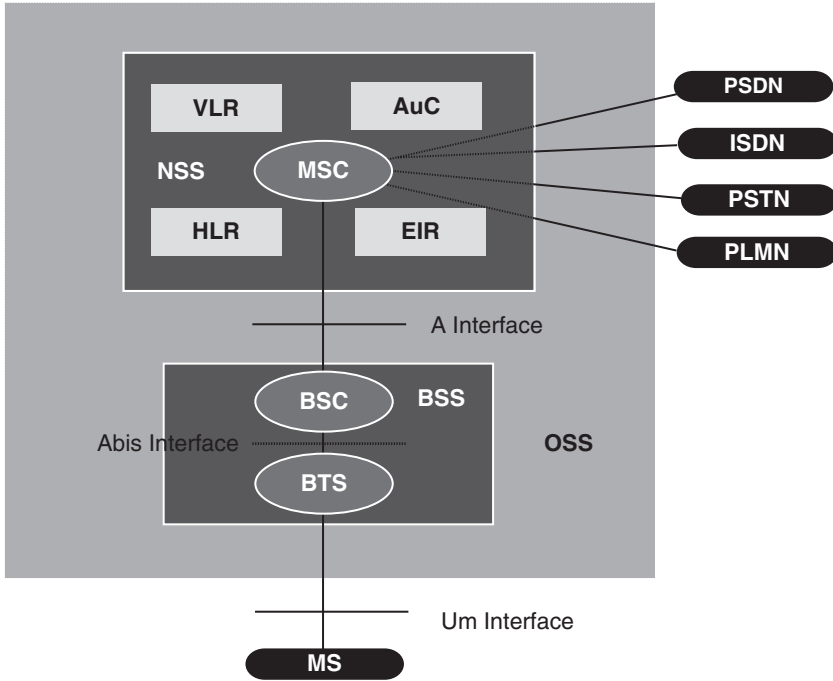 PSDN
VLR
AuC
ISDN
NSS
MSC
PSTN
HLR
EIR
PLMN
A Interface
BSC
BSS
Abis Interface
OSS
BTS
Um Interface
MS